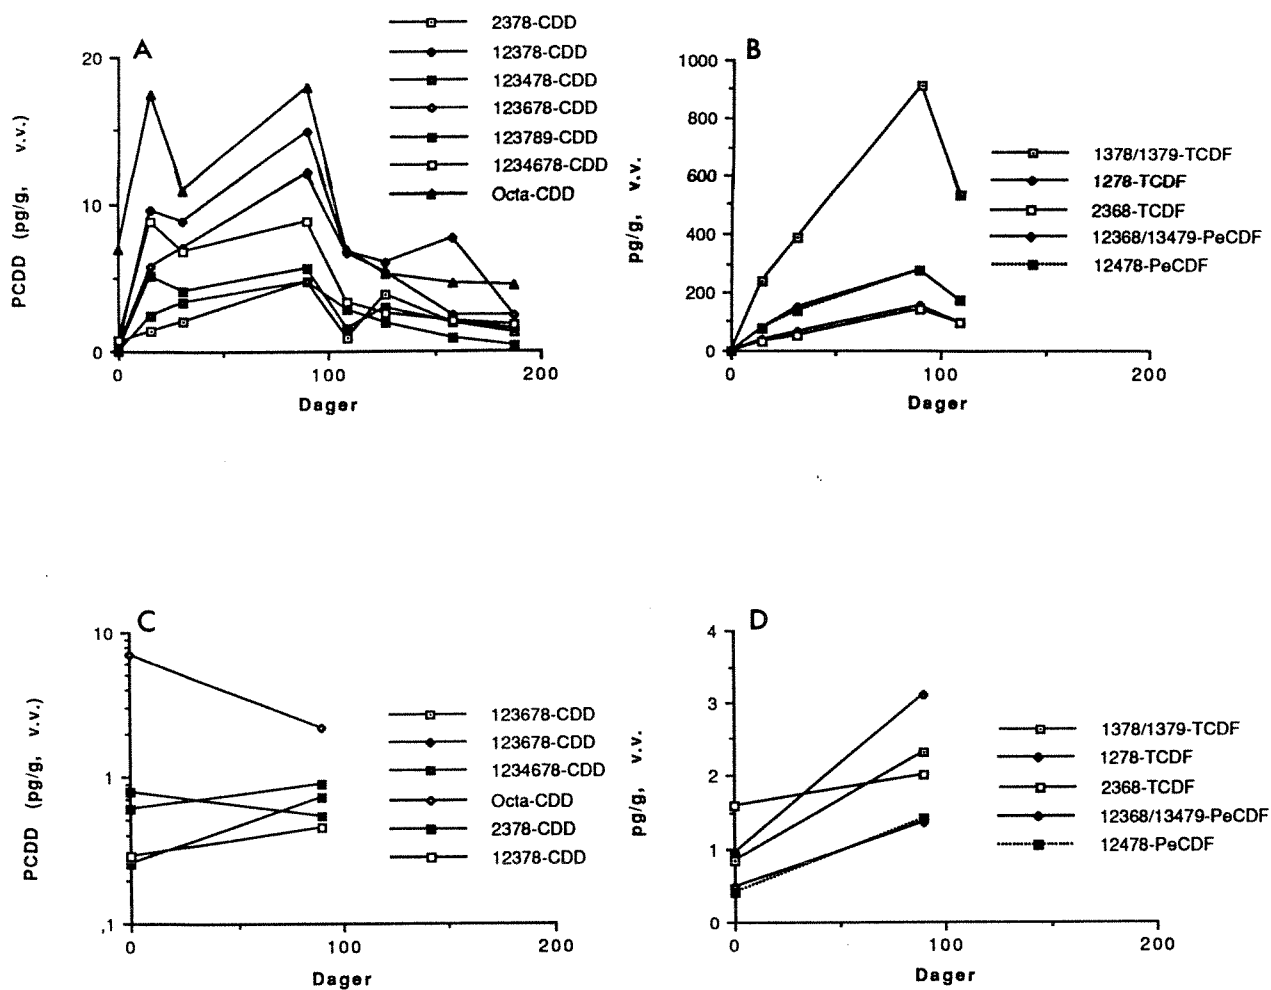 A
2378-CDD
12378-CDD
123478-CDD
123678-CDD
123789-CDD
1234678-CDD
Octa-CDD
PCDD (pg/g, v.v.)
20
10
0
0 100 200
Dager
B
1378/1379-TCDF
1278-TCDF
2368-TCDF
12368/13479-PeCDF
12478-PeCDF
pg/g, v.v.
1000
800
600
400
200
0
0 100 200
Dager
C
123678-CDD
123678-CDD
1234678-CDD
Octa-CDD
2378-CDD
12378-CDD
PCDD (pg/g, v.v.)
10
1
,1
0 100 200
Dager
D
1378/1379-TCDF
1278-TCDF
2368-TCDF
12368/13479-PeCDF
12478-PeCDF
pg/g, v.v.
4
3
2
1
0
0 100 200
Dager